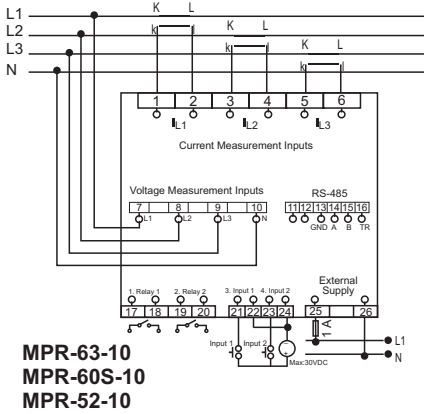 K L
L1
L2
K L
L3
K L
N
k l
k l
k l
1 2 3 4 5 6
IL1 IL2 IL3
Current Measurement Inputs
Voltage Measurement Inputs
RS-485
7 8 9 10
11 12 13 14 15 16
L1 L2 L3 N
GND A B TR
External
Supply
1. Relay 1 2. Relay 2 3. Input 1 4. Input 2
17 18 19 20 21 22 23 24 25 26
1 A
Input 1 Input 2
L1
N
Max:30VDC
MPR-63-10
MPR-60S-10
MPR-52-10